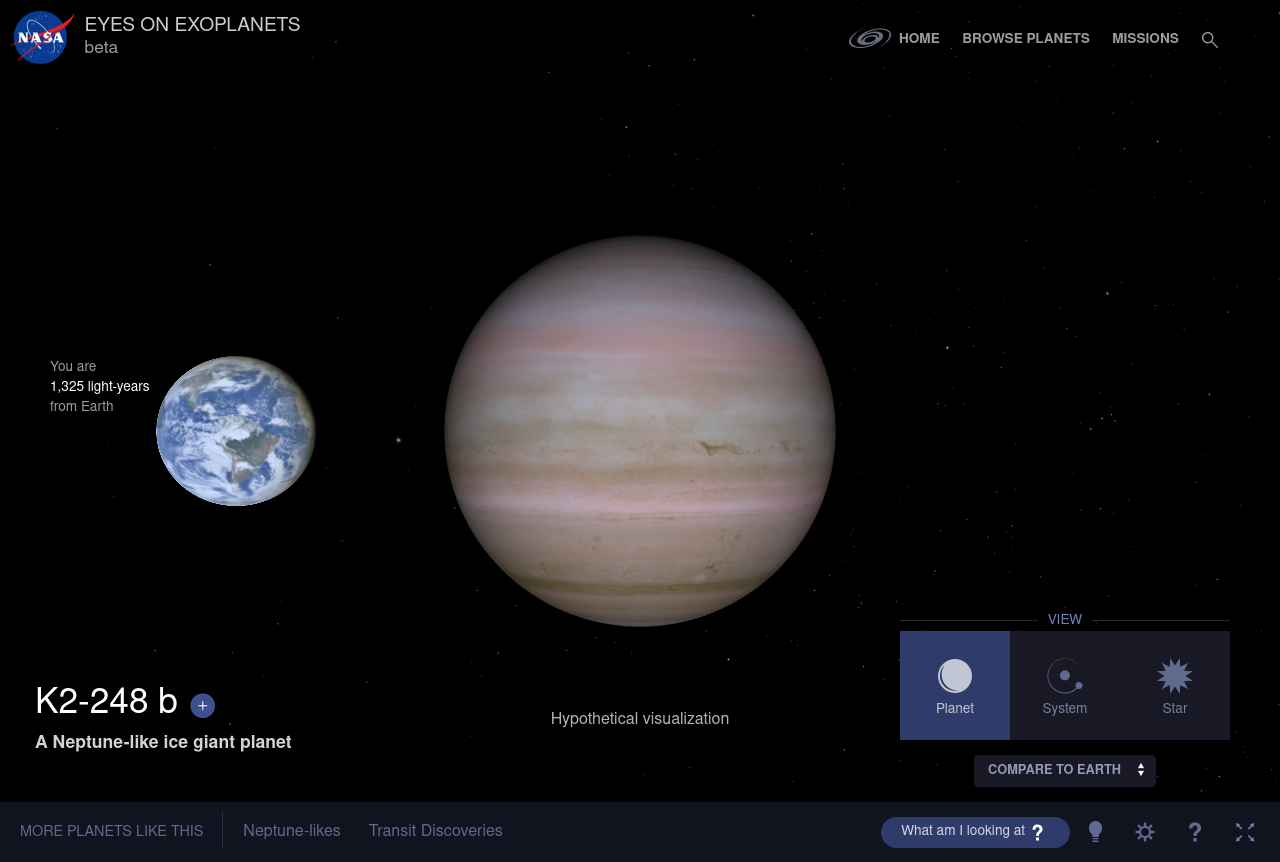 NASA
EYES ON EXOPLANETS
beta
HOME
BROWSE PLANETS
MISSIONS
You are
1,325 light-years
from Earth
VIEW
Planet
System
Star
K2-248 b +
A Neptune-like ice giant planet
Hypothetical visualization
COMPARE TO EARTH
MORE PLANETS LIKE THIS
Neptune-likes
Transit Discoveries
What am I looking at ?
?